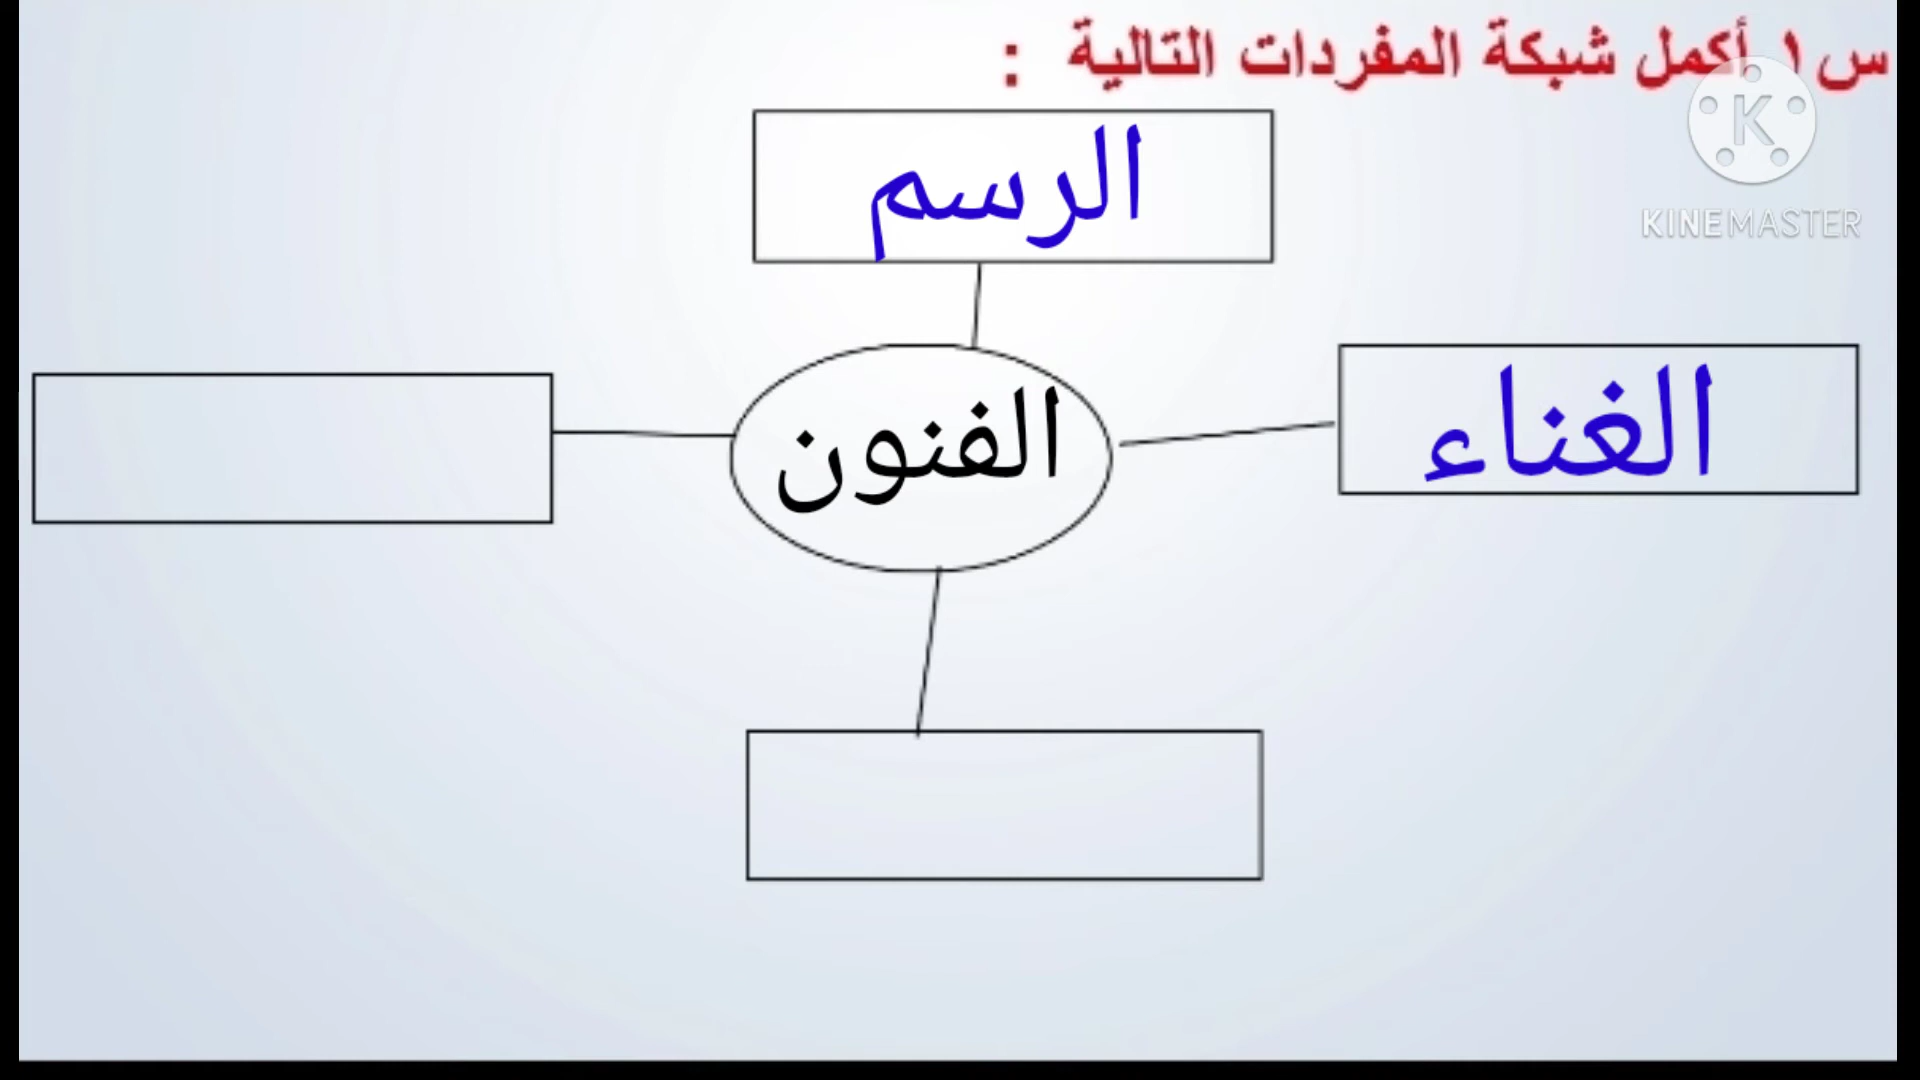 س١ أكمل شبكة المفردات التالية :
KINEMASTER
الرسم
الغناء
الفنون